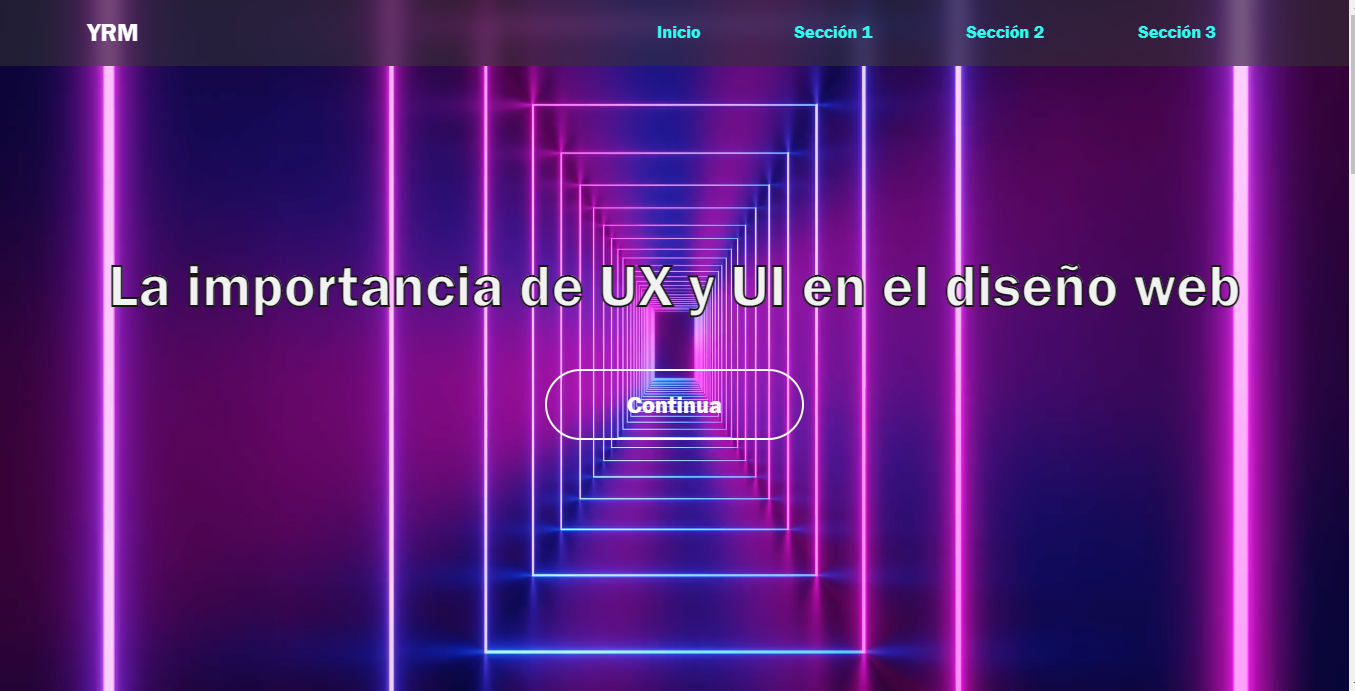 YRM
Inicio
Sección 1
Sección 2
Sección 3
La importancia de UX y UI en el diseño web
Continua